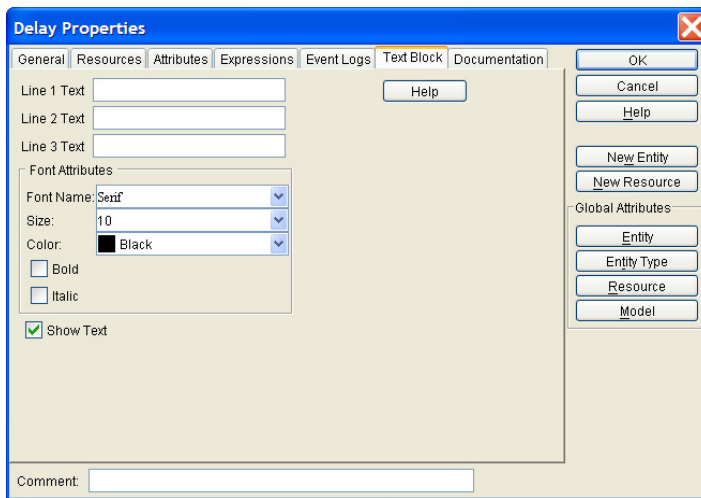 Delay Properties
General Resources Attributes Expressions Event Logs Text Block Documentation
OK
Cancel
Help
New Entity
New Resource
Global Attributes
Entity
Entity Type
Resource
Model
Line 1 Text
Help
Line 2 Text
Line 3 Text
Font Attributes
Font Name: Serif
Size: 10
Color: Black
Bold
Italic
Show Text
Comment: